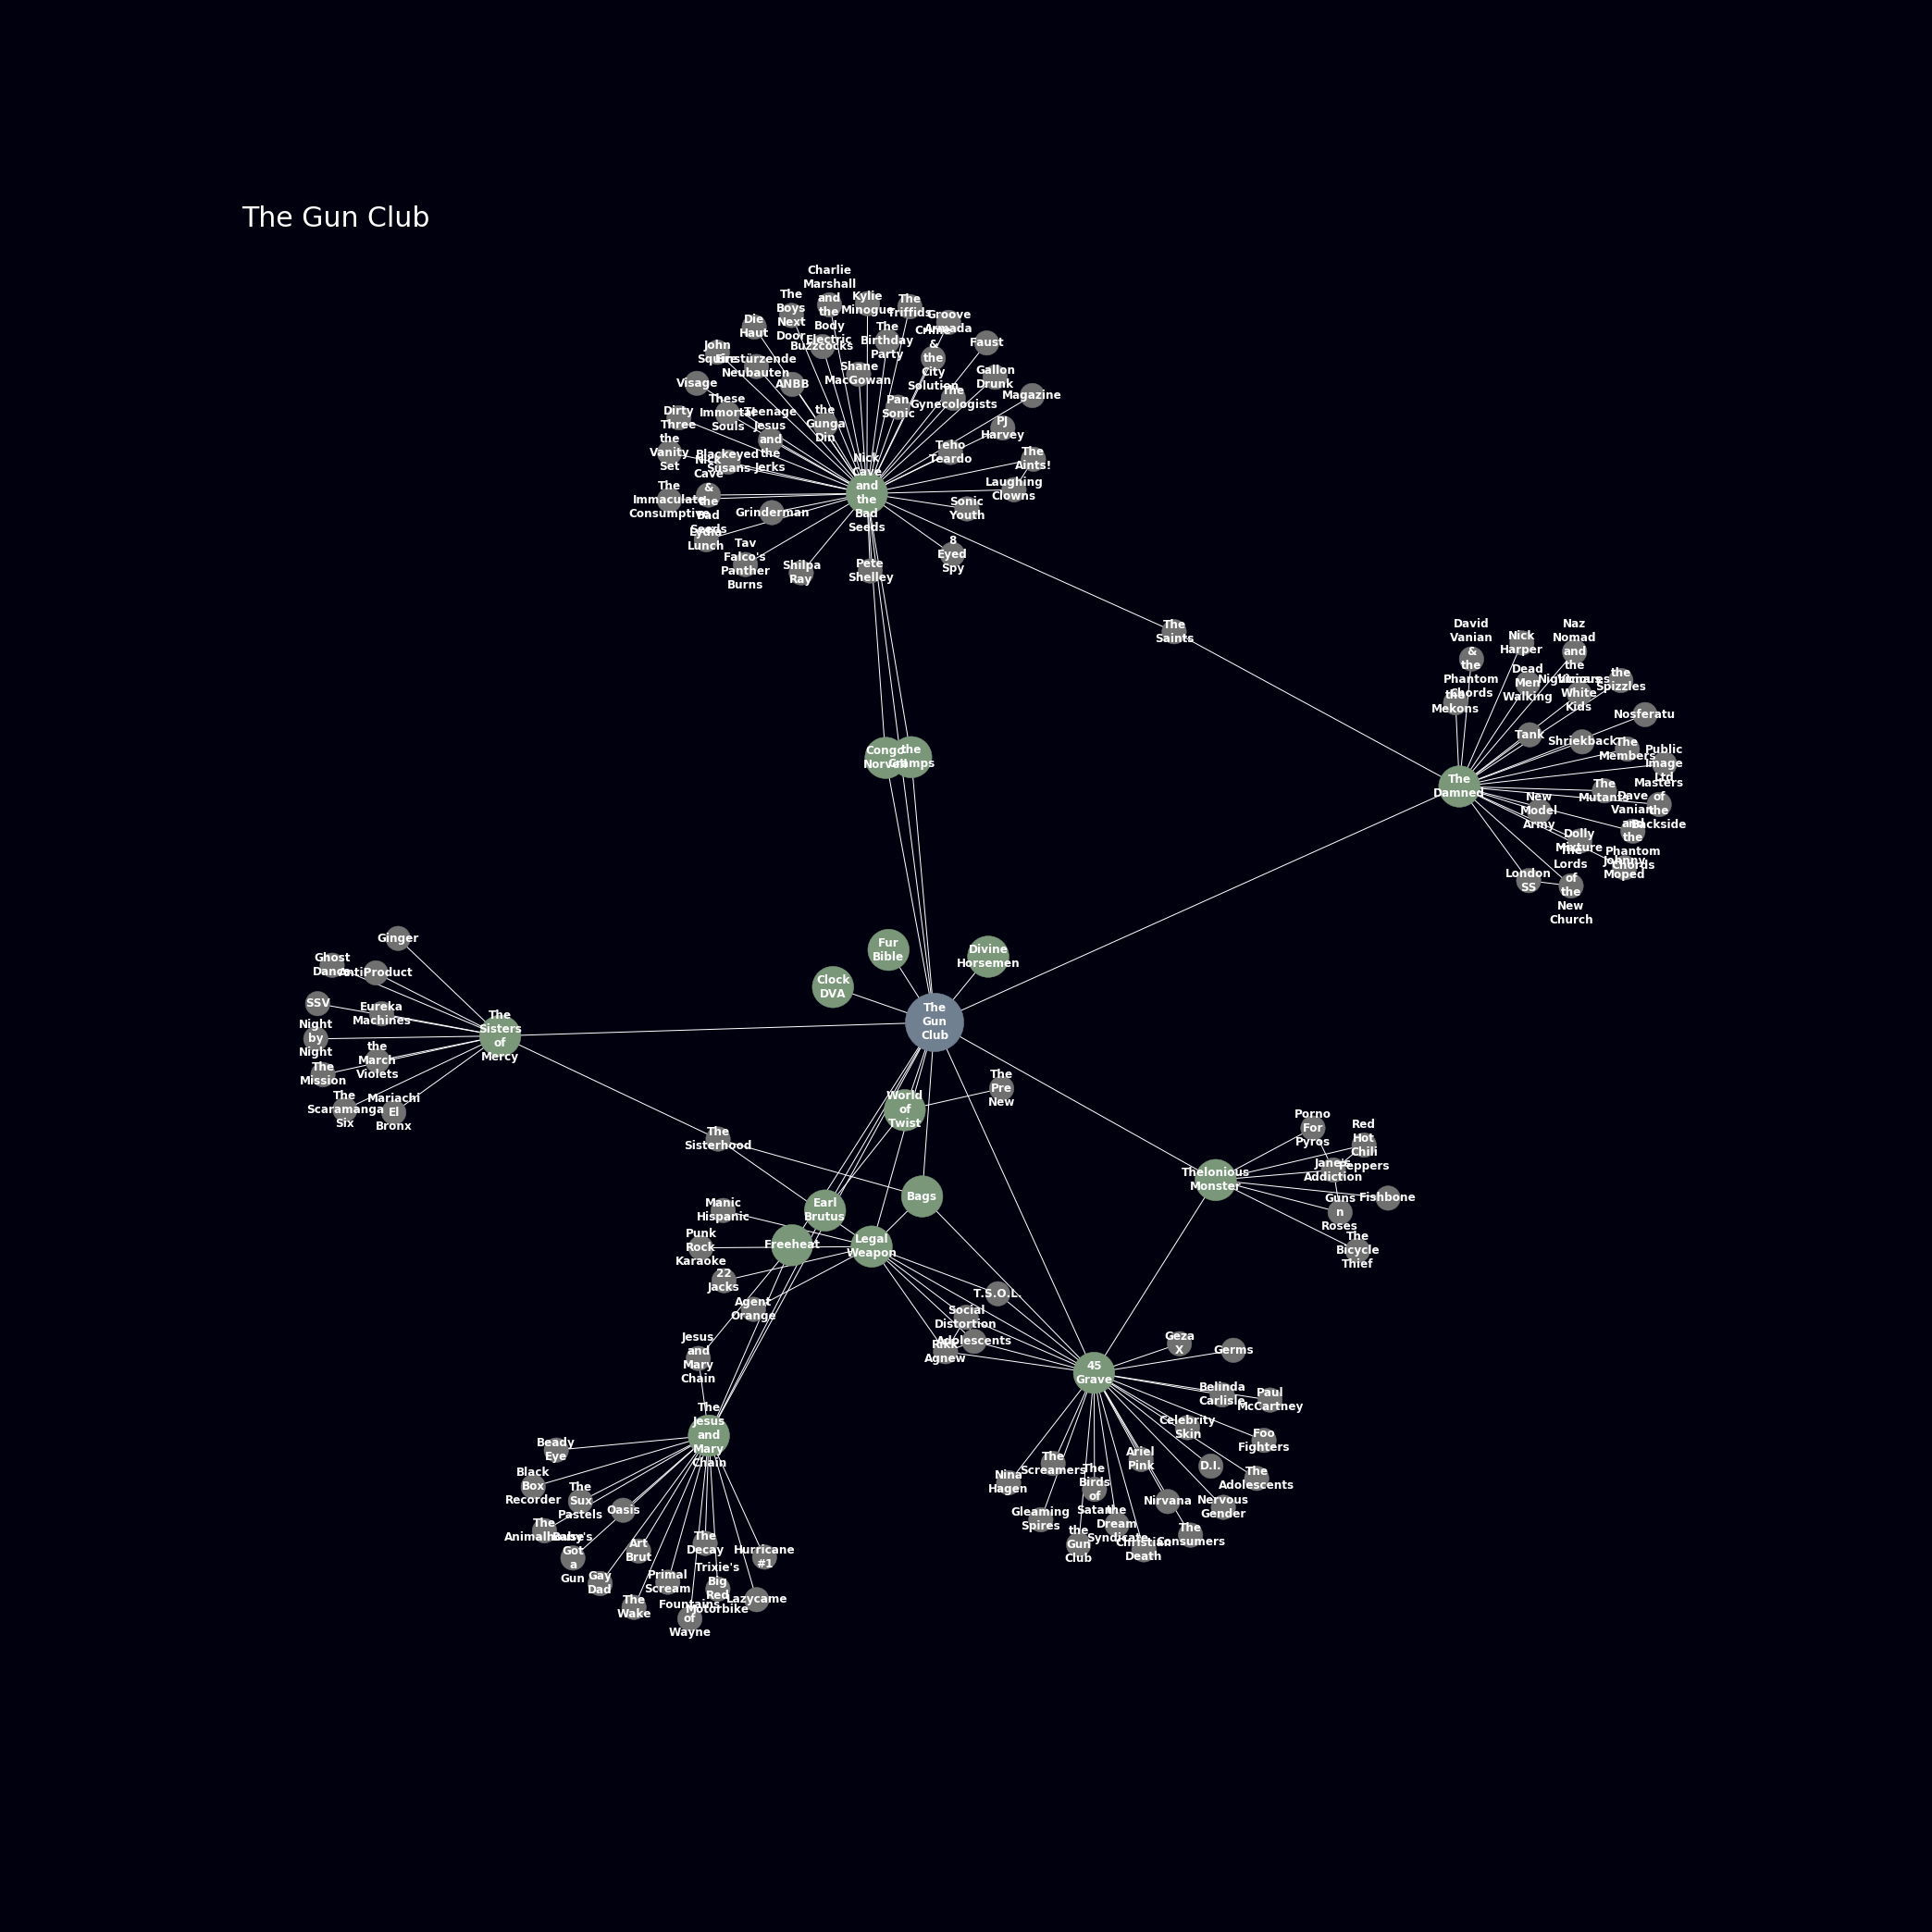 The Gun Club
Charlie
Marshall
and
the
Body
Electric
The
Boys
Next
Door
Kylie
Minogue
The
Triffids
Groove
Armada
Die
Haut
Buzzcocks
The
Birthday
Party
Crime
&
the
City
Solution
Faust
John
Squire
Einstürzende
Neubauten
ANBB
Shane
MacGowan
Gallon
Drunk
Visage
The
Gynecologists
Magazine
These
Immortal
Souls
Pan
Sonic
Dirty
Three
Teenage
Jesus
and
the
Jerks
the
Gunga
Din
PJ
Harvey
the
Vanity
Set
Blackeyed
Susans
Teho
Teardo
The
Aints!
Nick
Cave
&
the
Bad
Seeds
Nick
Cave
and
the
Bad
Seeds
Laughing
Clowns
The
Immaculate
Consumptive
Grinderman
Sonic
Youth
Lydia
Lunch
Tav
Falco's
Panther
Burns
Shilpa
Ray
Pete
Shelley
8
Eyed
Spy
The
Saints
David
Vanian
&
the
Phantom
Chords
Nick
Harper
Naz
Nomad
and
the
Nightmares
Dead
Men
Walking
Vicious
White
Kids
the
Spizzles
the
Mekons
Nosferatu
Tank
Shriekback
The
Members
Public
Image
Ltd
Congo
Norvell
the
Cramps
The
Damned
The
Mutants
Masters
of
the
Backside
New
Model
Army
Dave
Vanian
and
the
Phantom
Chords
Dolly
Mixture
Johnny
Moped
London
SS
The
Lords
of
the
New
Church
Ginger
Fur
Bible
Divine
Horsemen
Ghost
Dance
AntiProduct
Clock
DVA
SSV
Eureka
Machines
The
Gun
Club
The
Sisters
of
Mercy
Night
by
Night
the
March
Violets
The
Mission
The
Scaramanga
Six
Mariachi
El
Bronx
World
of
Twist
The
Pre
New
The
Sisterhood
Porno
For
Pyros
Red
Hot
Chili
Peppers
Jane's
Addiction
Thelonious
Monster
Fishbone
Guns
n
Roses
The
Bicycle
Thief
Bags
Manic
Hispanic
Earl
Brutus
Punk
Rock
Karaoke
Freeheat
Legal
Weapon
22
Jacks
Agent
Orange
T.S.O.L.
Social
Distortion
Adolescents
Rikk
Agnew
Jesus
and
Mary
Chain
Geza
X
Germs
45
Grave
Belinda
Carlisle
Paul
McCartney
The
Jesus
and
Mary
Chain
Celebrity
Skin
Foo
Fighters
Beady
Eye
Black
Box
Recorder
The
Sux
Pastels
Oasis
The
Screamers
Ariel
Pink
D.I.
The
Adolescents
Nina
Hagen
The
Birds
of
Satan
Nirvana
Nervous
Gender
Gleaming
Spires
the
Dream
Syndicate
The
Consumers
the
Gun
Club
Christian
Death
The
Animalhouse
Baby's
Got
a
Gun
Art
Brut
The
Decay
Hurricane
#1
Gay
Dad
Primal
Scream
Trixie's
Big
Red
Motorbike
Lazycame
The
Wake
Fountains
of
Wayne